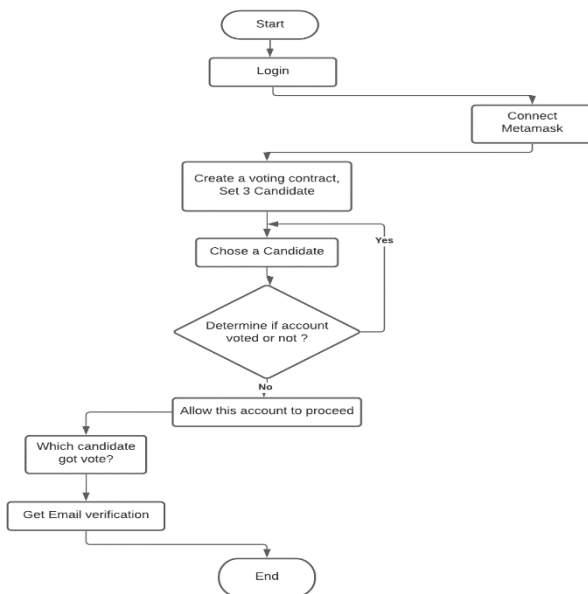 Start
Login
Connect
Metamask
Create a voting contract,
Set 3 Candidate
Yes
Chose a Candidate
Determine if account
voted or not ?
No
Allow this account to proceed
Which candidate
got vote?
Get Email verification
End